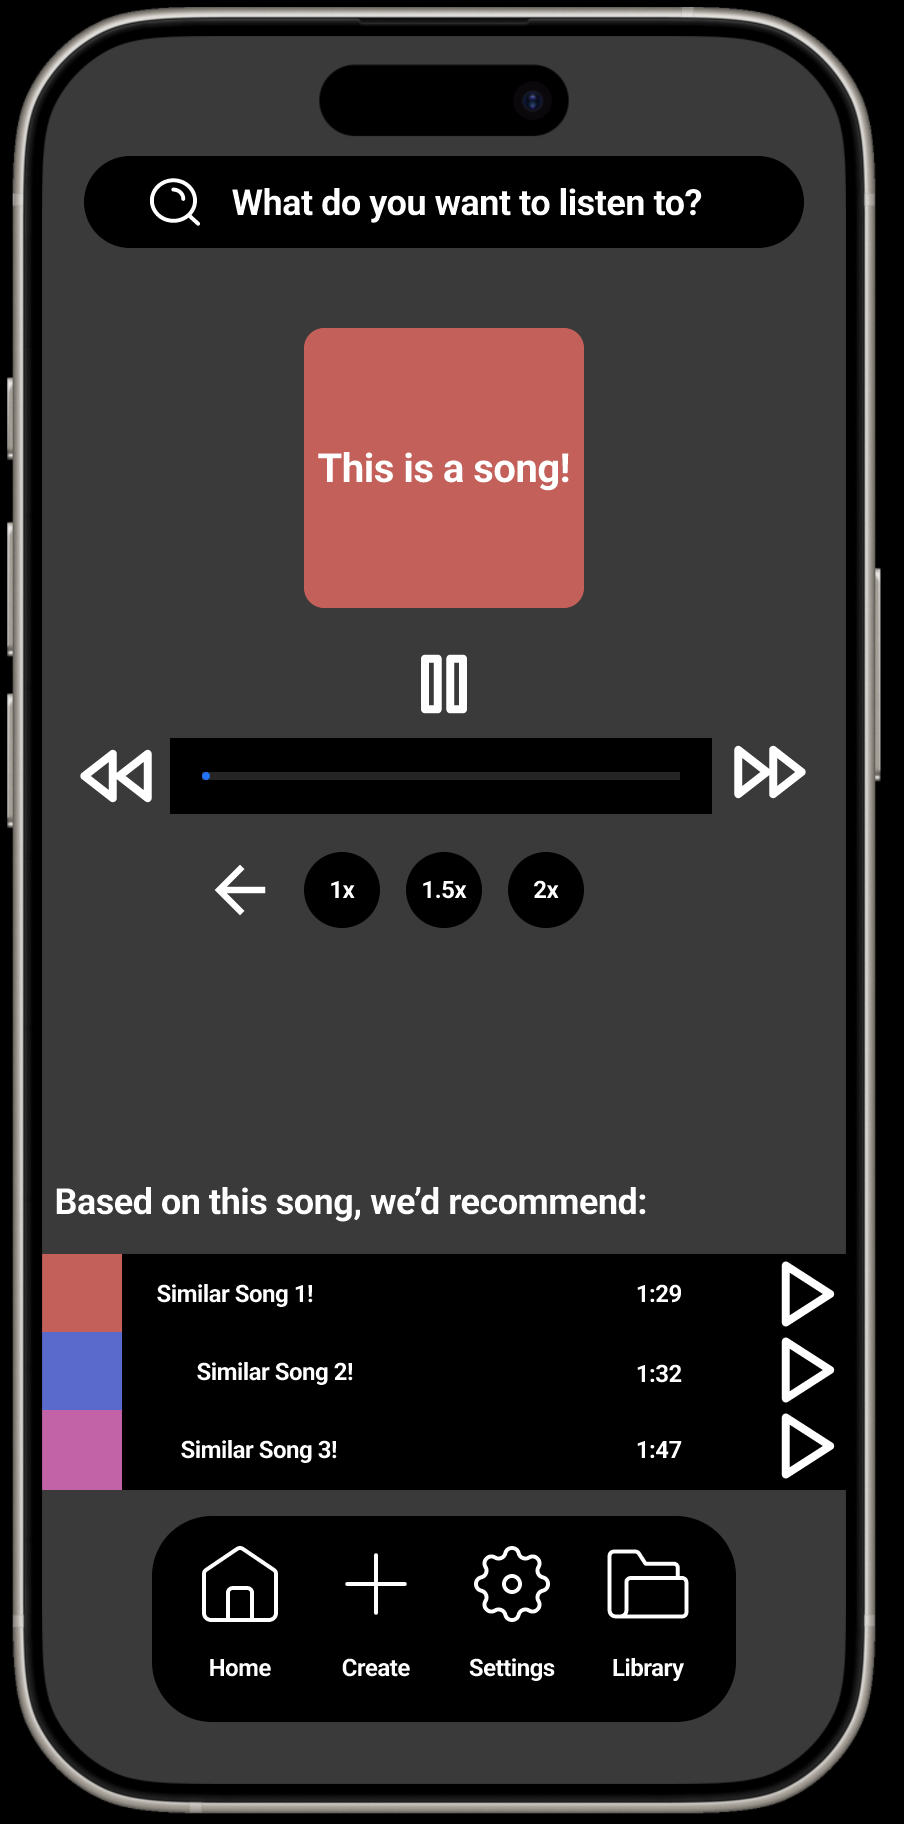 What do you want to listen to?
This is a song!
1x 1.5x 2x
Based on this song, we’d recommend:
Similar Song 1! 1:29
Similar Song 2! 1:32
Similar Song 3! 1:47
Home Create Settings Library